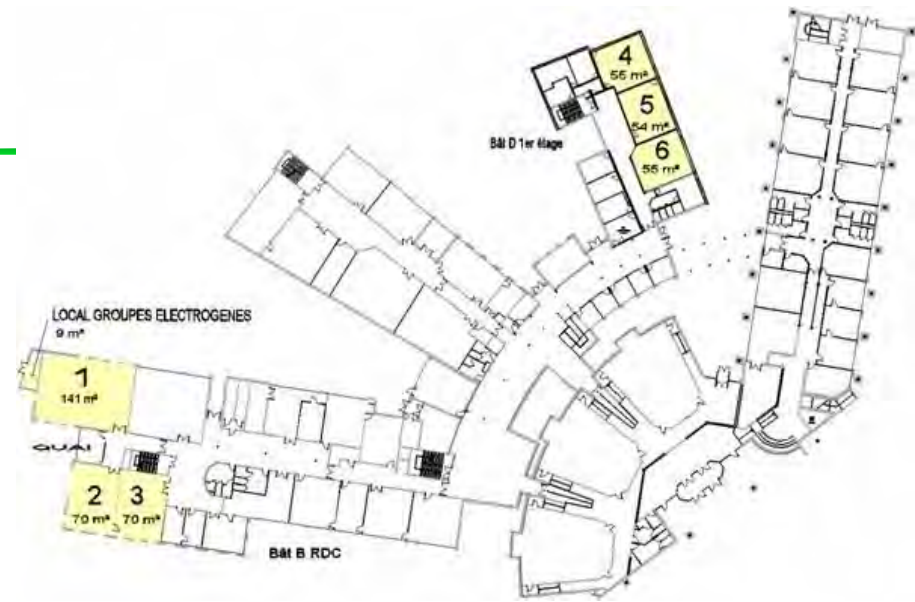 4
55 m²
5
54 m²
6
55 m²
Bât D 1er étage
LOCAL GROUPES ELECTROGENES
9 m²
1
141 m²
QUAI
2
70 m²
3
70 m²
Bât B RDC